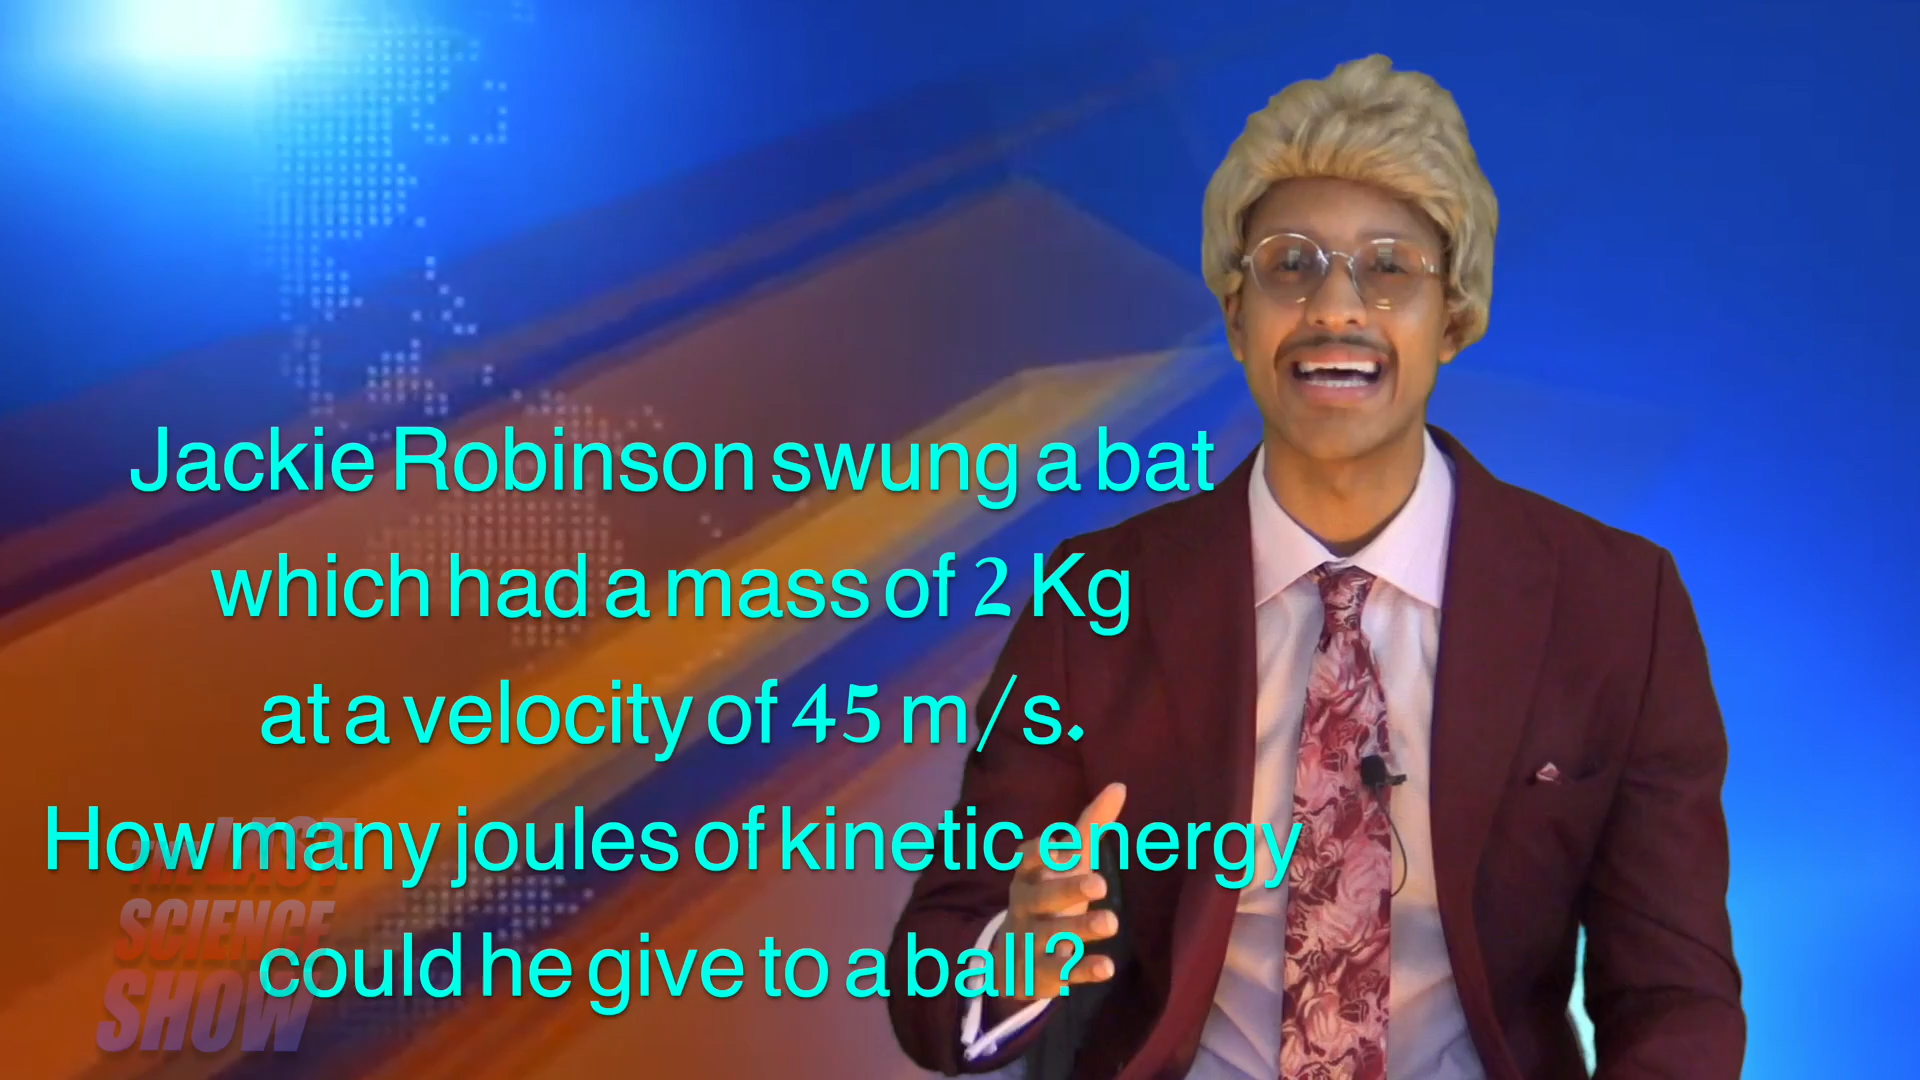 Jackie Robinson swung a bat
which had a mass of 2 Kg
at a velocity of 45 m/s.
How many joules of kinetic energy
could he give to a ball?
SCIENCE
SHOW